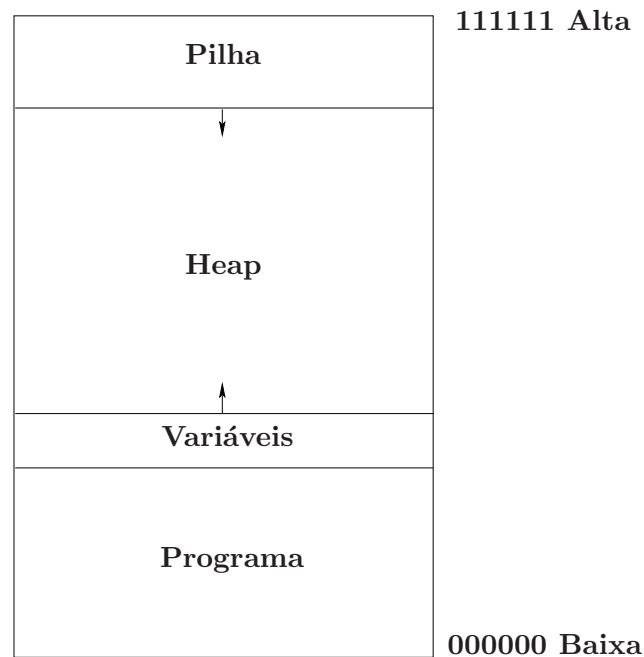 111111 Alta
Pilha
Heap
Variáveis
Programa
000000 Baixa